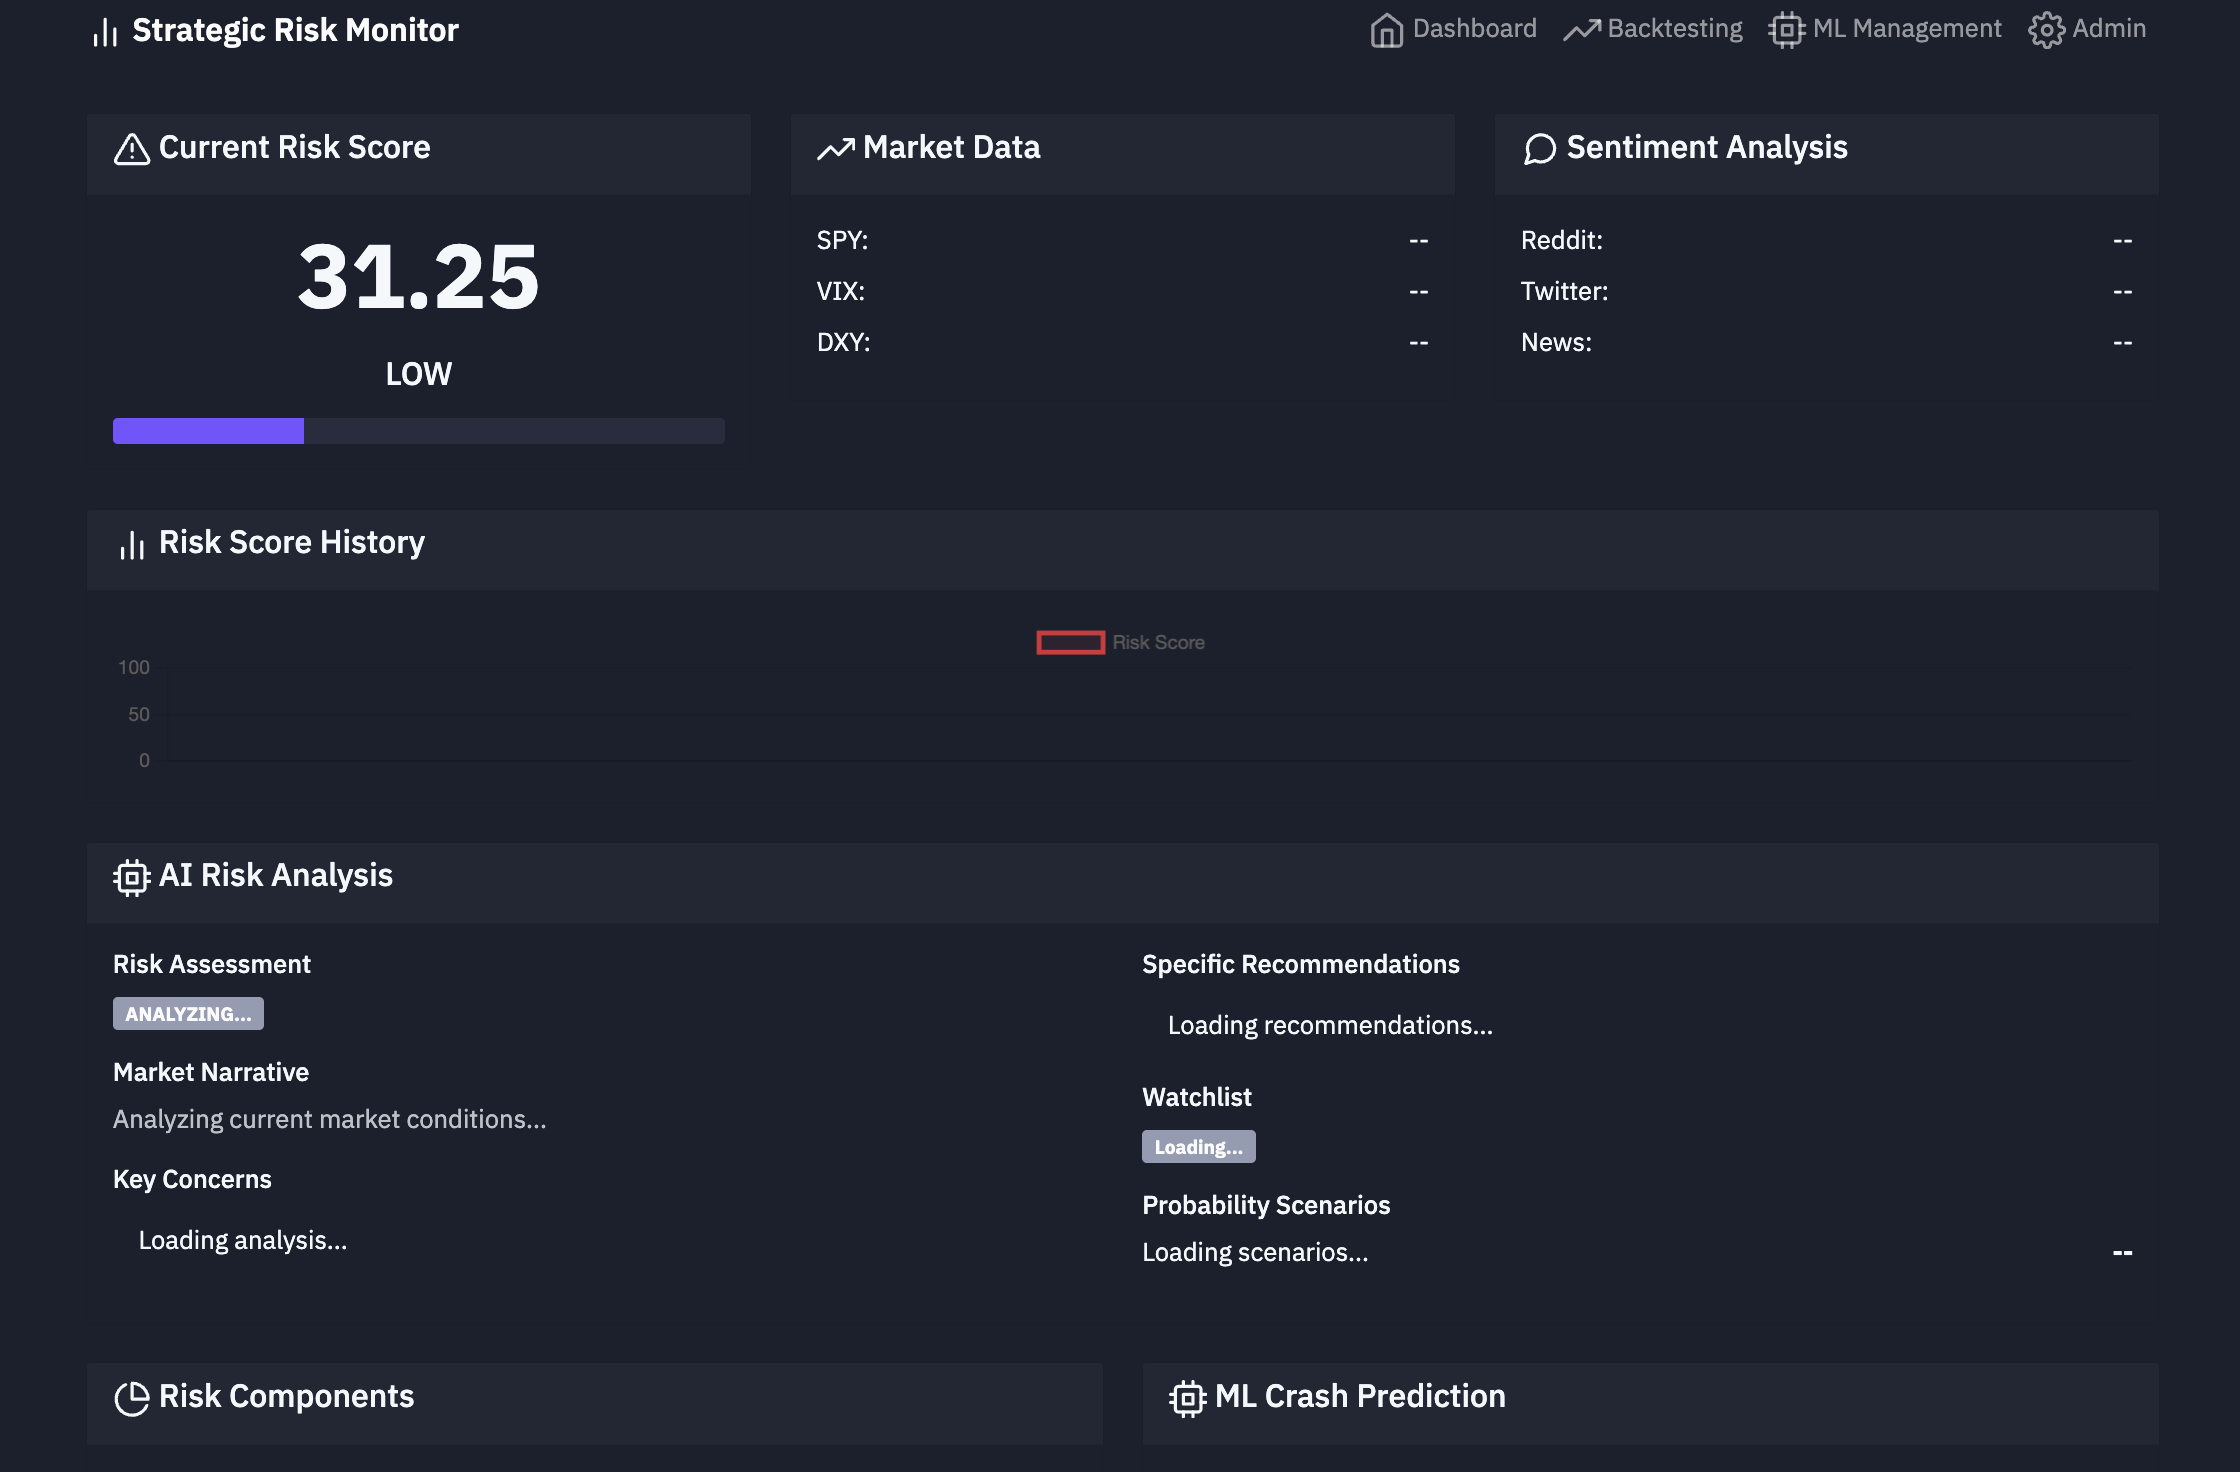 Strategic Risk Monitor
Dashboard
Backtesting
ML Management
Admin
Current Risk Score
31.25
LOW
Market Data
SPY: --
VIX: --
DXY: --
Sentiment Analysis
Reddit: --
Twitter: --
News: --
Risk Score History
Risk Score
100
50
0
AI Risk Analysis
Risk Assessment
ANALYZING...
Market Narrative
Analyzing current market conditions...
Key Concerns
Loading analysis...
Specific Recommendations
Loading recommendations...
Watchlist
Loading...
Probability Scenarios
Loading scenarios... --
Risk Components
ML Crash Prediction